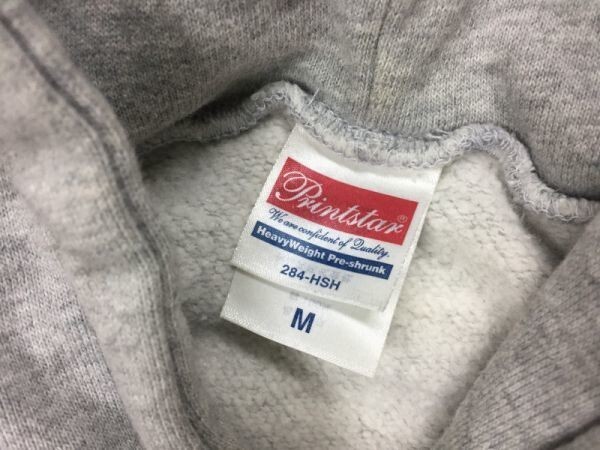 Printstar®
We are confident of Quality.
HeavyWeight Pre-shrunk
284-HSH
M